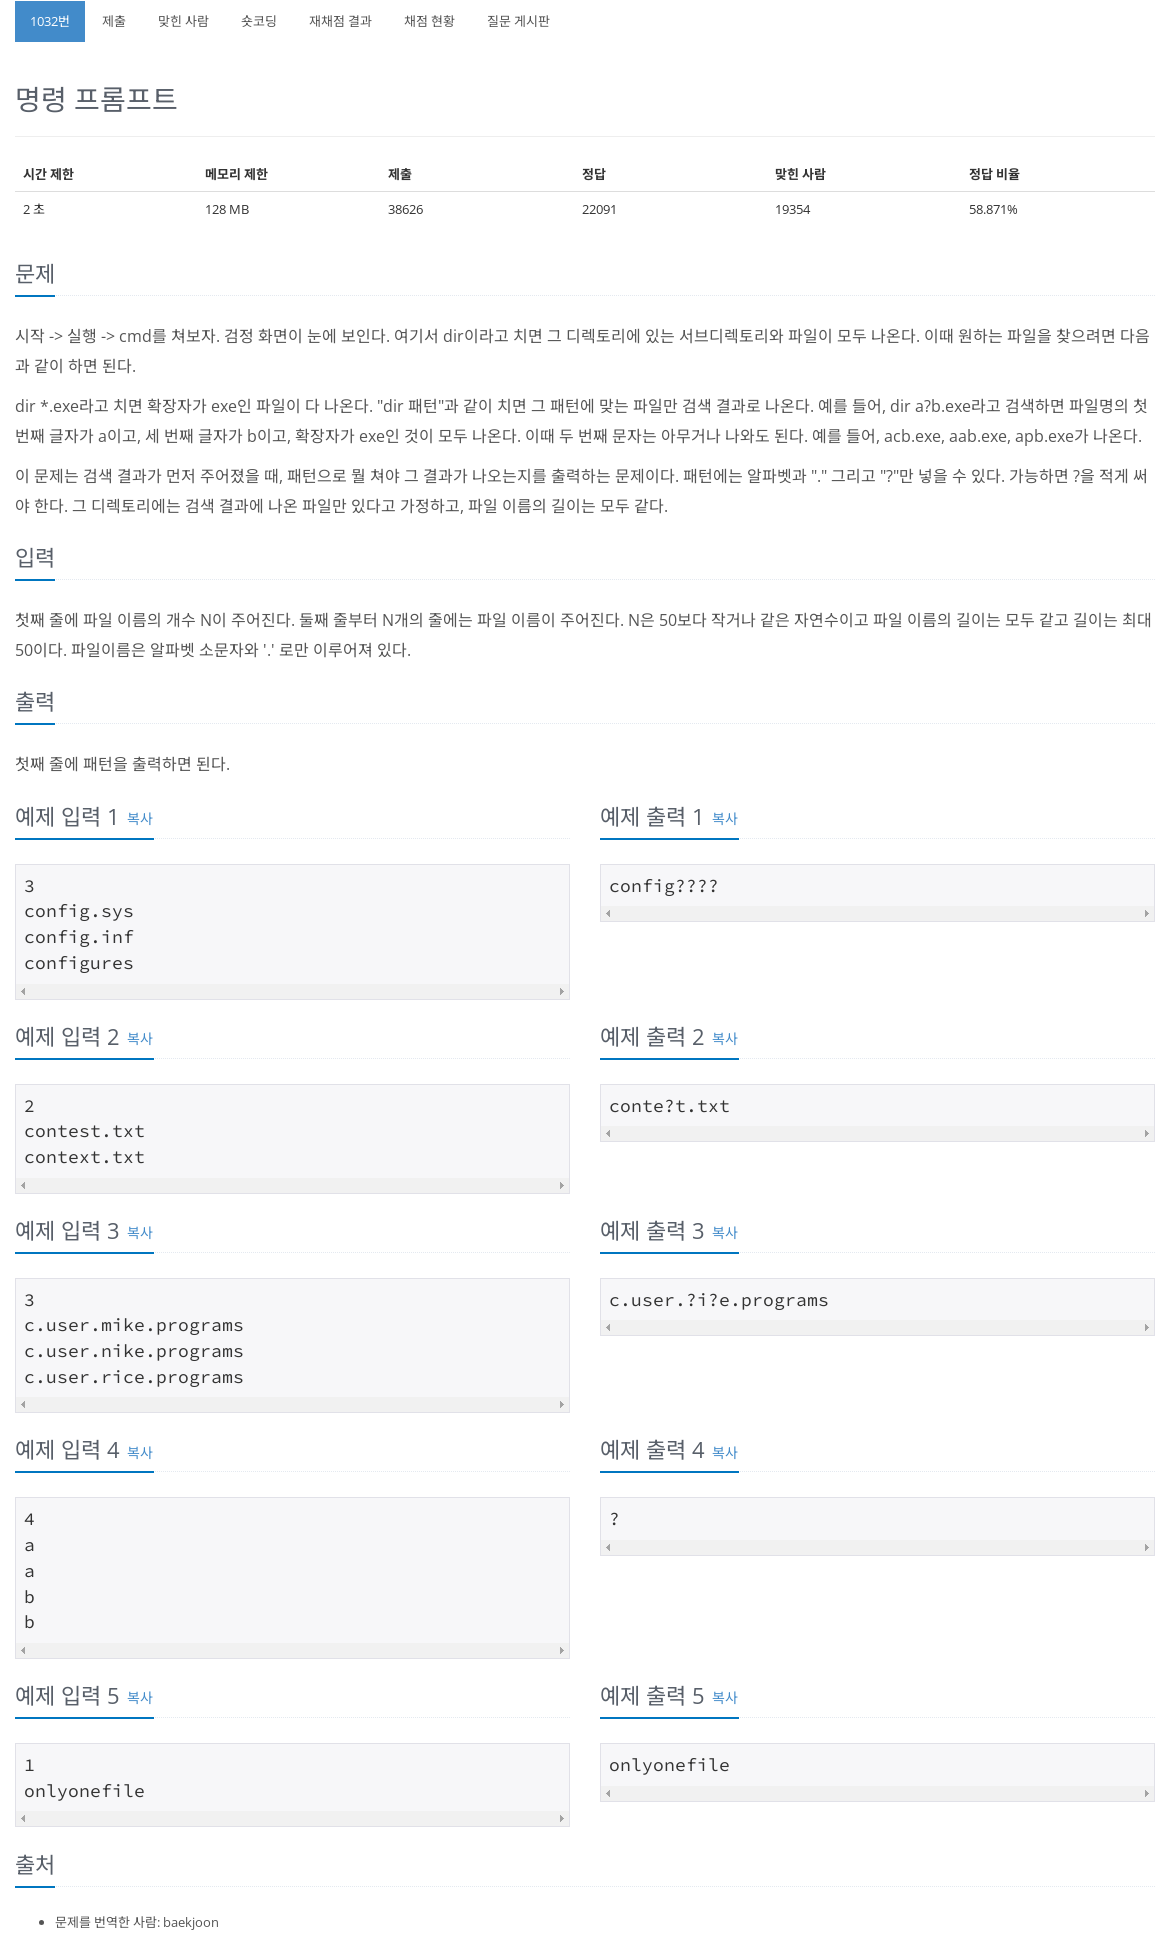 1032번 제출 맞힌 사람 숏코딩 재채점 결과 채점 현황 질문 게시판
명령 프롬프트
시간 제한 메모리 제한 제출 정답 맞힌 사람 정답 비율
2 초 128 MB 38626 22091 19354 58.871%
문제
시작 -> 실행 -> cmd를 쳐보자. 검정 화면이 눈에 보인다. 여기서 dir이라고 치면 그 디렉토리에 있는 서브디렉토리와 파일이 모두 나온다. 이때 원하는 파일을 찾으려면 다음
과 같이 하면 된다.
dir *.exe라고 치면 확장자가 exe인 파일이 다 나온다. "dir 패턴"과 같이 치면 그 패턴에 맞는 파일만 검색 결과로 나온다. 예를 들어, dir a?b.exe라고 검색하면 파일명의 첫
번째 글자가 a이고, 세 번째 글자가 b이고, 확장자가 exe인 것이 모두 나온다. 이때 두 번째 문자는 아무거나 나와도 된다. 예를 들어, acb.exe, aab.exe, apb.exe가 나온다.
이 문제는 검색 결과가 먼저 주어졌을 때, 패턴으로 뭘 쳐야 그 결과가 나오는지를 출력하는 문제이다. 패턴에는 알파벳과 "." 그리고 "?"만 넣을 수 있다. 가능하면 ?을 적게 써
야 한다. 그 디렉토리에는 검색 결과에 나온 파일만 있다고 가정하고, 파일 이름의 길이는 모두 같다.
입력
첫째 줄에 파일 이름의 개수 N이 주어진다. 둘째 줄부터 N개의 줄에는 파일 이름이 주어진다. N은 50보다 작거나 같은 자연수이고 파일 이름의 길이는 모두 같고 길이는 최대
50이다. 파일이름은 알파벳 소문자와 '.' 로만 이루어져 있다.
출력
첫째 줄에 패턴을 출력하면 된다.
예제 입력 1 복사
3
config.sys
config.inf
configures
예제 출력 1 복사
config????
예제 입력 2 복사
2
contest.txt
context.txt
예제 출력 2 복사
conte?t.txt
예제 입력 3 복사
3
c.user.mike.programs
c.user.nike.programs
c.user.rice.programs
예제 출력 3 복사
c.user.?i?e.programs
예제 입력 4 복사
4
a
a
b
b
예제 출력 4 복사
?
예제 입력 5 복사
1
onlyonefile
예제 출력 5 복사
onlyonefile
출처
문제를 번역한 사람: baekjoon